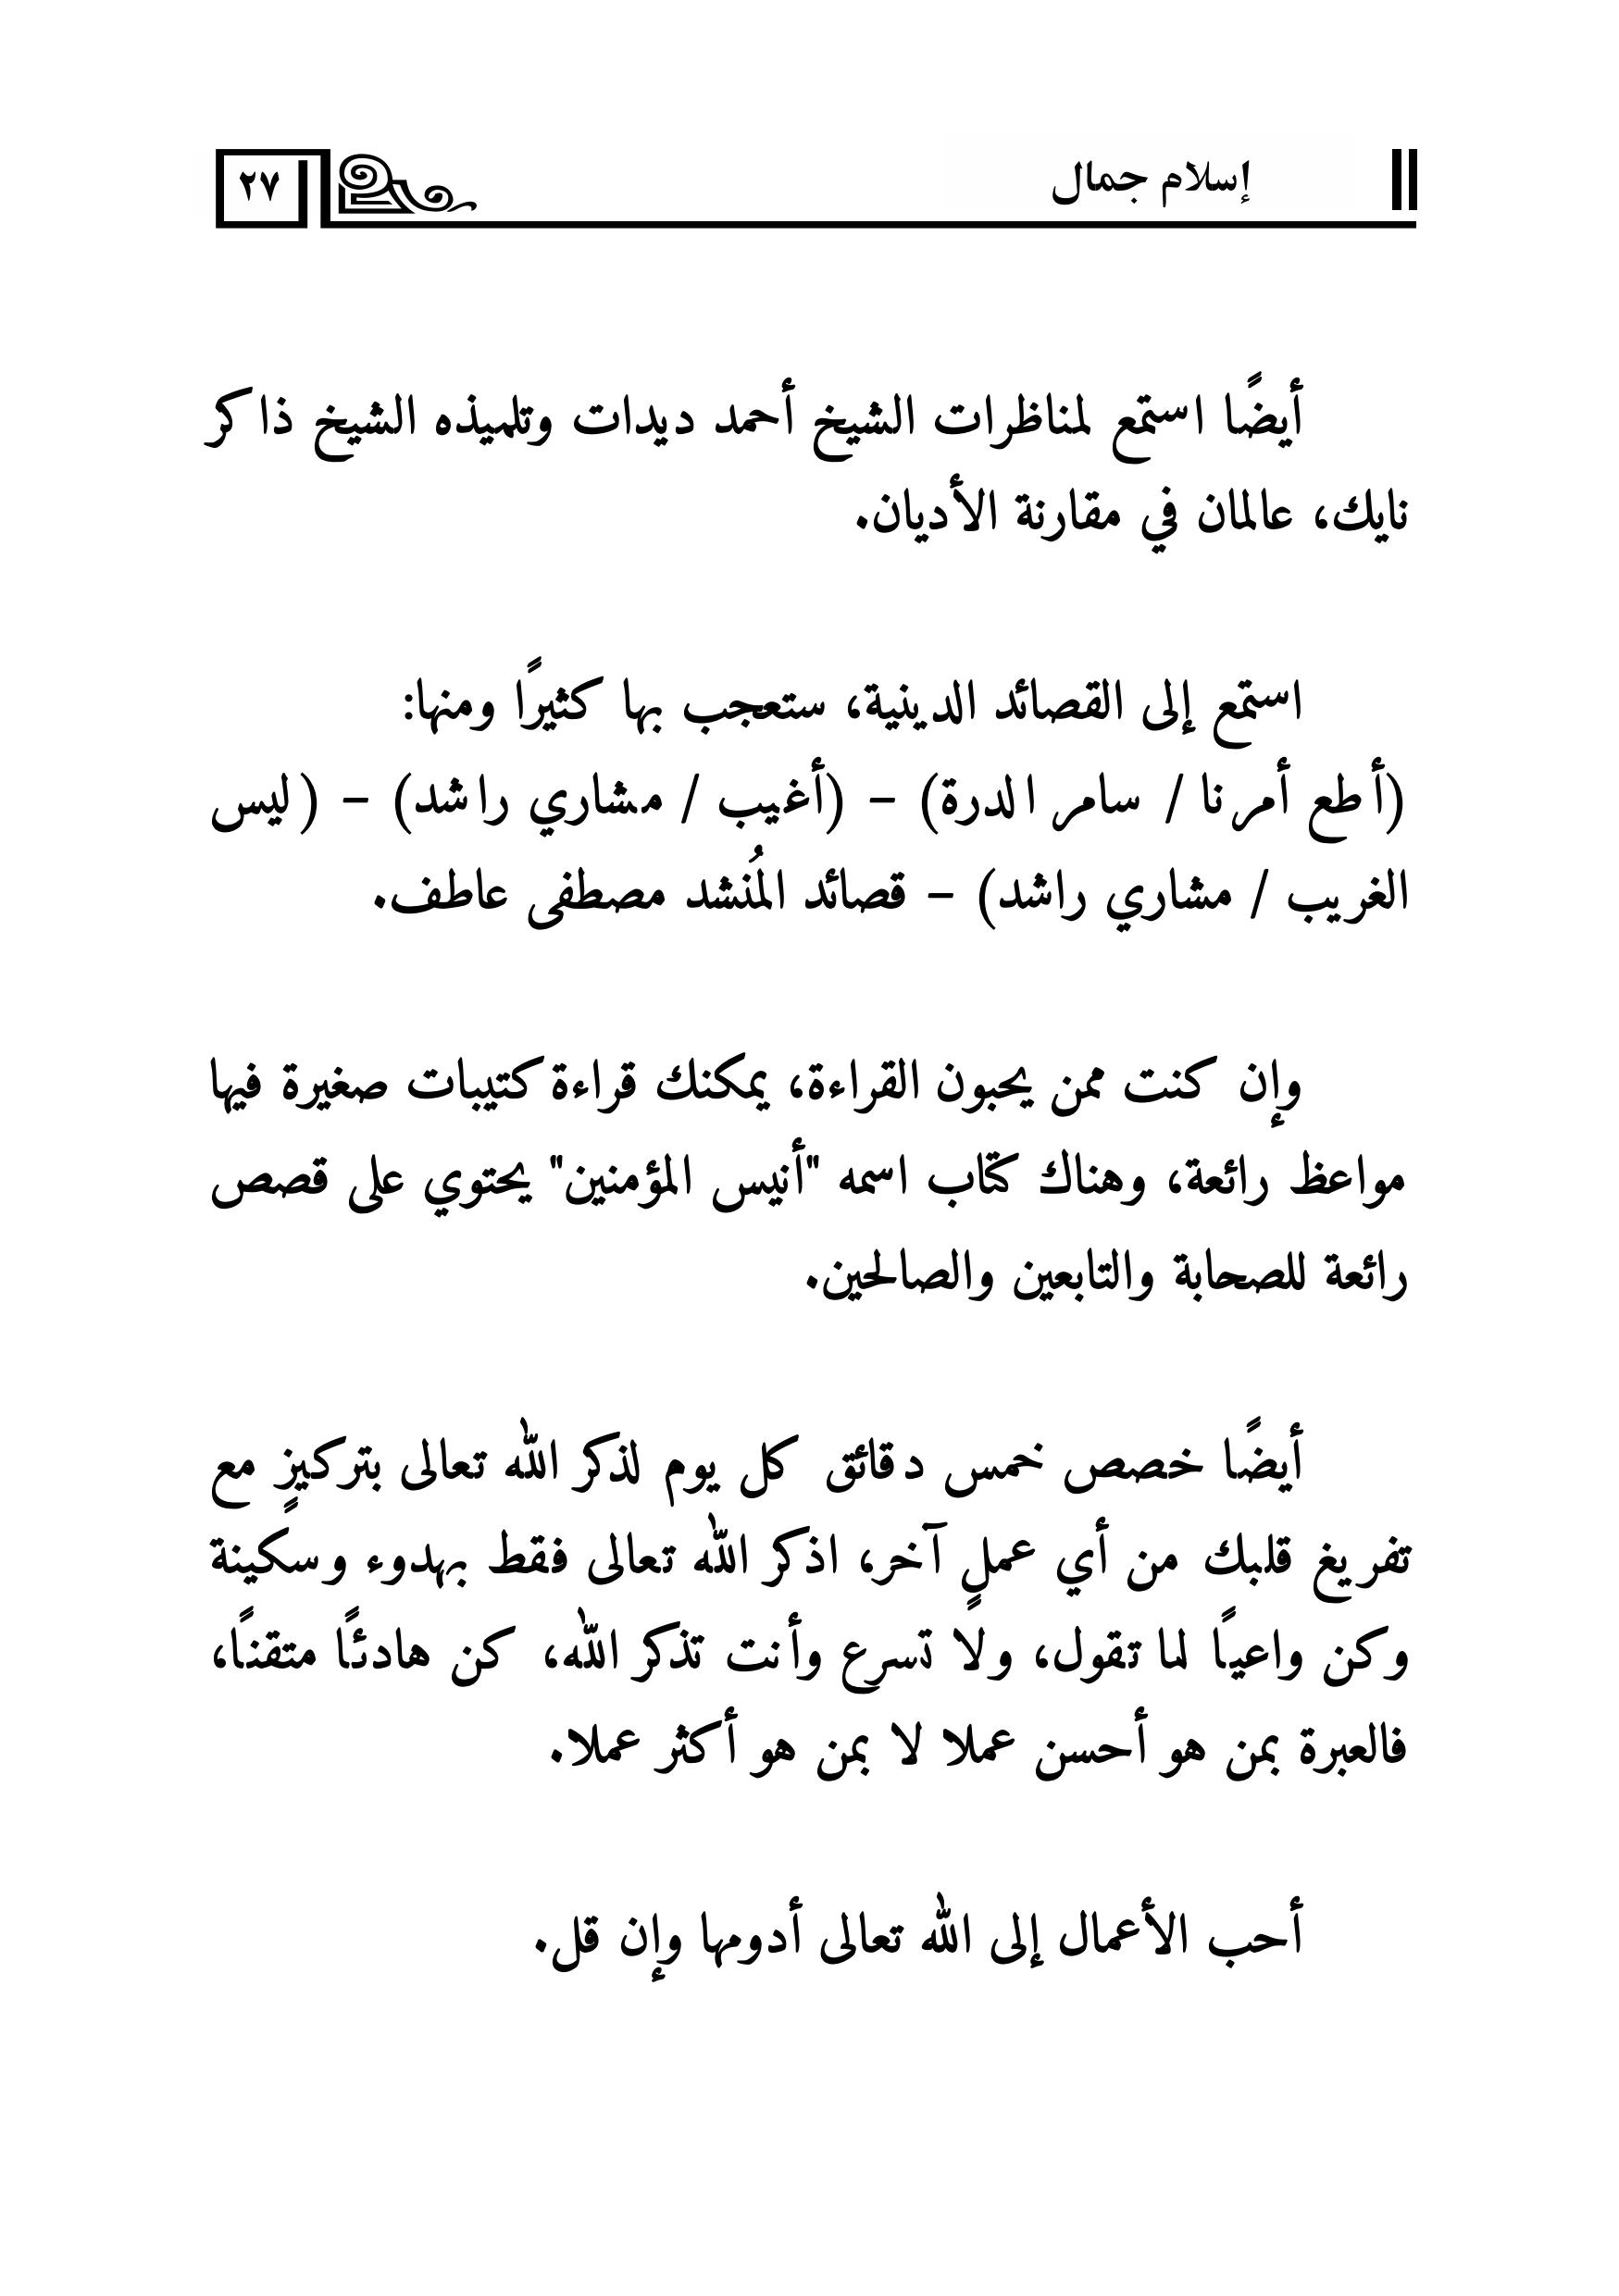 إسلام جمال
٢٧
أيضًا استمع لمناظرات الشيخ أحمد ديدات وتلميذه الشيخ ذاكر
نايك، عالمان في مقارنة الأديان.
استمع إلى القصائد الدينية، ستعجب بها كثيرًا ومنها:
(أطع أمرنا / سامر الدرة) – (أغيب / مشاري راشد) – (ليس
الغريب / مشاري راشد) – قصائد المُنشد مصطفى عاطف.
وإن كنت ممن يحبون القراءة، يمكنك قراءة كتيبات صغيرة فيها
مواعظ رائعة، وهناك كتاب اسمه "أنيس المؤمنين" يحتوي على قصص
رائعة للصحابة والتابعين والصالحين.
أيضًا خصص خمس دقائق كل يوم لذكر الله تعالى بتركيزٍ مع
تفريغ قلبك من أي عملٍ آخر، اذكر الله تعالى فقط بهدوء وسكينة
وكن واعيًا لما تقول، ولا تسرع وأنت تذكر الله، كن هادئًا متقنًا،
فالعبرة بمن هو أحسن عملا لا بمن هو أكثر عملا.
أحب الأعمال إلى الله تعالى أدومها وإن قل.